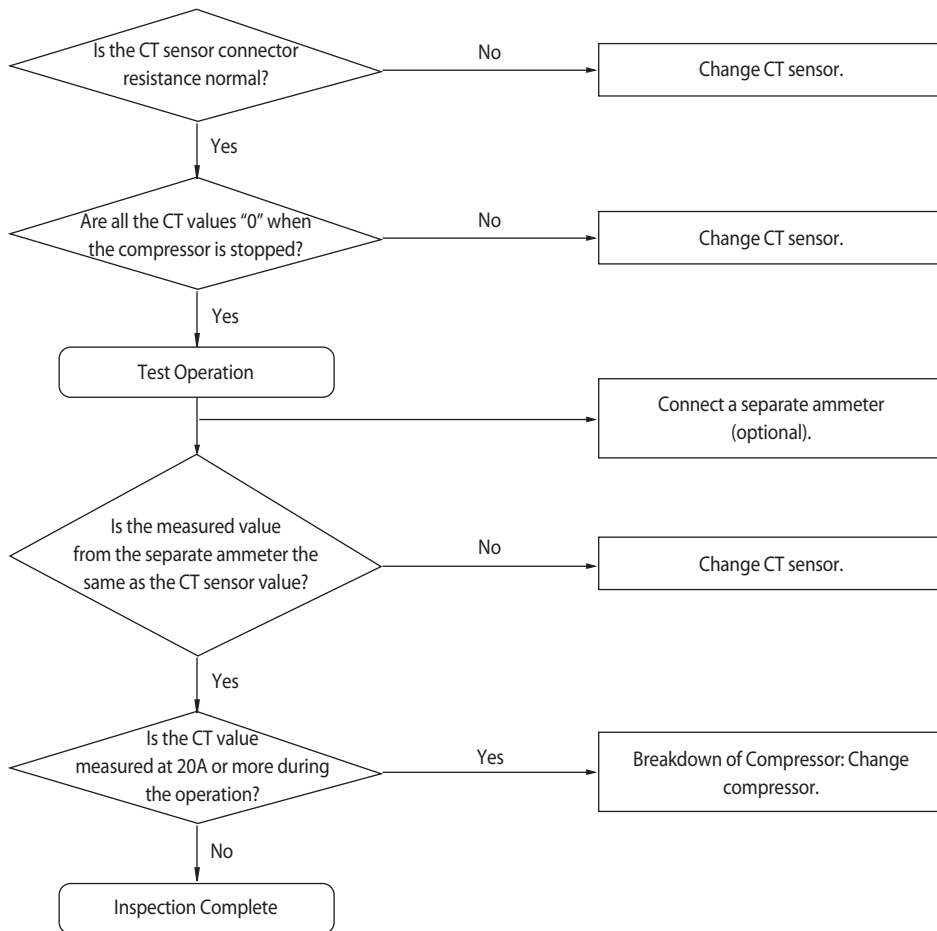 Is the CT sensor connector
resistance normal?
No
Change CT sensor.
Yes
Are all the CT values “0” when
the compressor is stopped?
No
Change CT sensor.
Yes
Test Operation
Connect a separate ammeter
(optional).
Is the measured value
from the separate ammeter the
same as the CT sensor value?
No
Change CT sensor.
Yes
Is the CT value
measured at 20A or more during
the operation?
Yes
Breakdown of Compressor: Change
compressor.
No
Inspection Complete